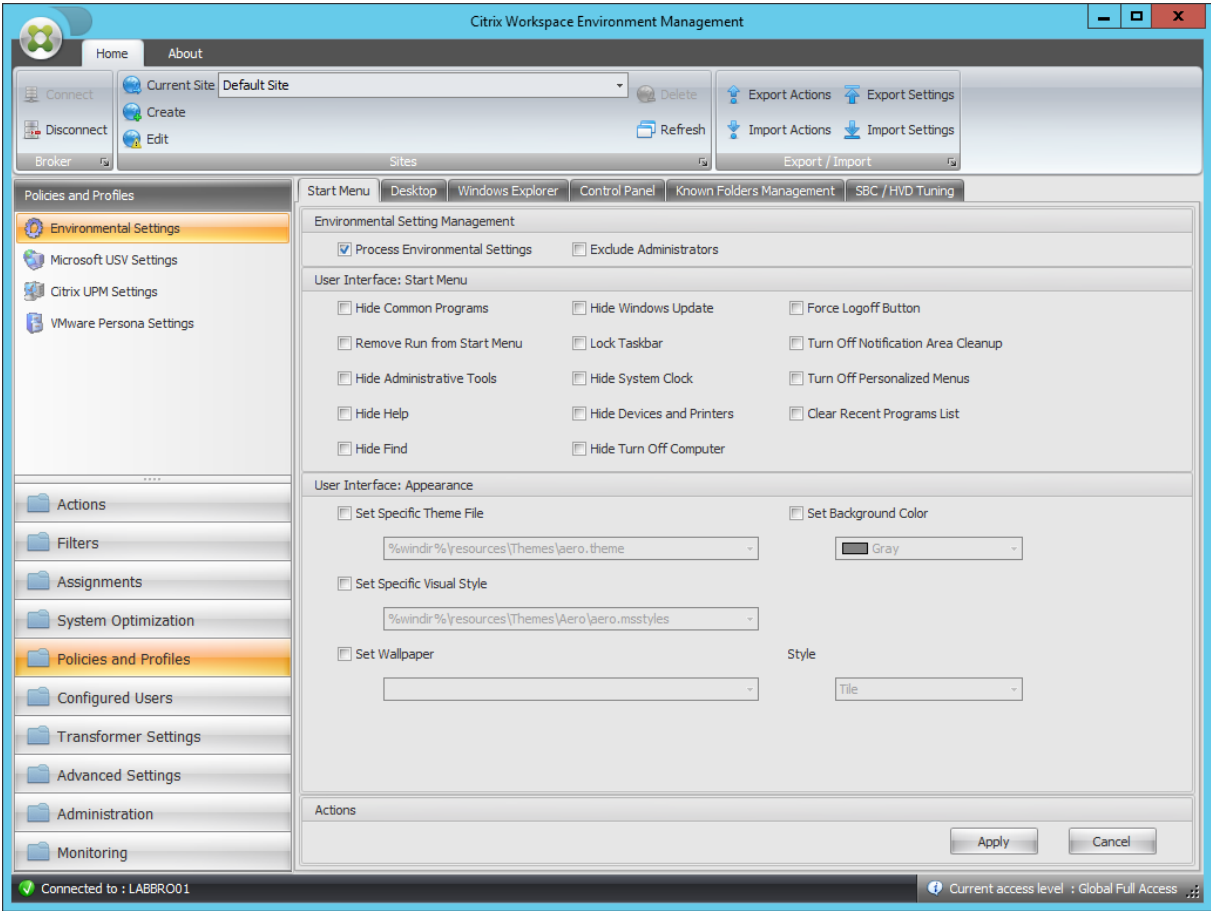 Citrix Workspace Environment Management
Home About
Connect
Disconnect
Broker
Current Site Default Site
Create
Edit
Delete
Refresh
Sites
Export Actions Export Settings
Import Actions Import Settings
Export / Import
Policies and Profiles
Environmental Settings
Microsoft USV Settings
Citrix UPM Settings
VMware Persona Settings
Actions
Filters
Assignments
System Optimization
Policies and Profiles
Configured Users
Transformer Settings
Advanced Settings
Administration
Monitoring
Start Menu Desktop Windows Explorer Control Panel Known Folders Management SBC / HVD Tuning
Environmental Setting Management
Process Environmental Settings Exclude Administrators
User Interface: Start Menu
Hide Common Programs Hide Windows Update Force Logoff Button
Remove Run from Start Menu Lock Taskbar Turn Off Notification Area Cleanup
Hide Administrative Tools Hide System Clock Turn Off Personalized Menus
Hide Help Hide Devices and Printers Clear Recent Programs List
Hide Find Hide Turn Off Computer
User Interface: Appearance
Set Specific Theme File Set Background Color
%windir%\resources\Themes\aero.theme Gray
Set Specific Visual Style
%windir%\resources\Themes\Aero\aero.msstyles
Set Wallpaper Style
Tile
Actions
Apply Cancel
Connected to : LABBRO01 Current access level : Global Full Access